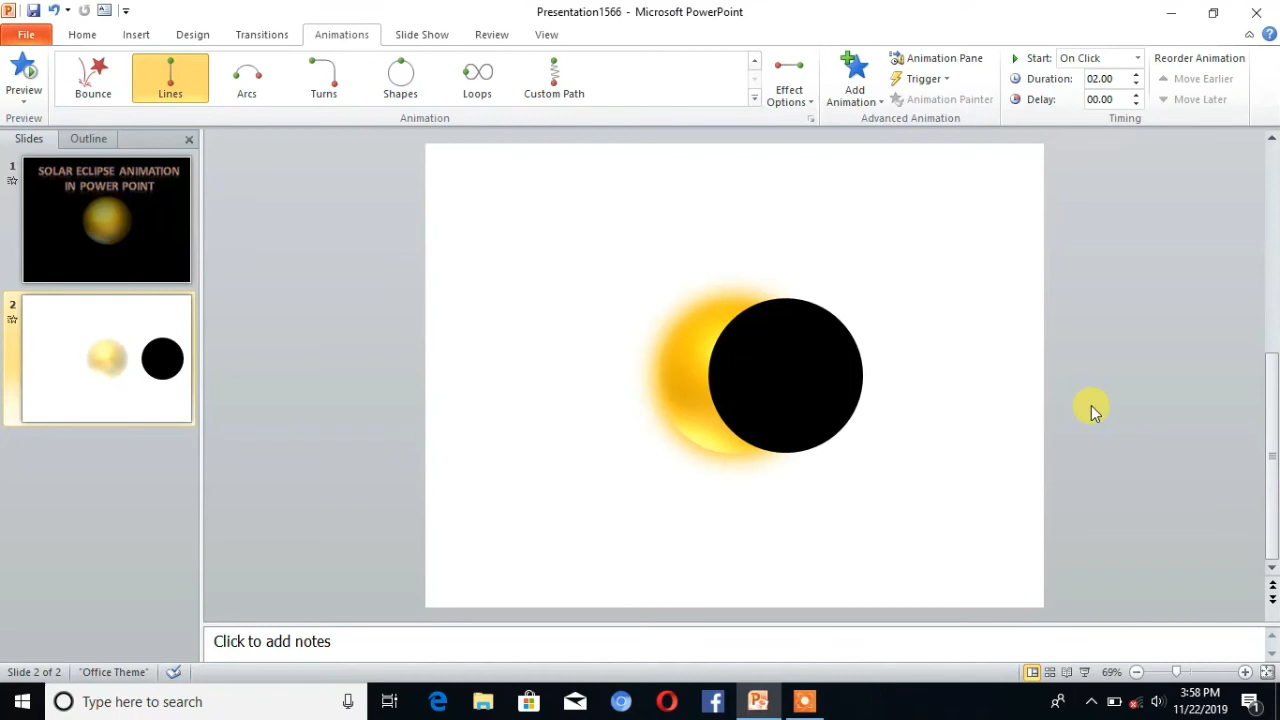 Presentation1566 - Microsoft PowerPoint
File Home Insert Design Transitions Animations Slide Show Review View
Preview
Bounce Lines Arcs Turns Shapes Loops Custom Path
Effect Options
Add Animation
Animation Pane
Trigger
Animation Painter
Start: On Click
Duration: 02.00
Delay: 00.00
Reorder Animation
Move Earlier
Move Later
Preview Animation Advanced Animation Timing
Slides Outline
1
SOLAR ECLIPSE ANIMATION
IN POWER POINT
2
Click to add notes
Slide 2 of 2 "Office Theme" 69%
Type here to search
3:58 PM
11/22/2019
1